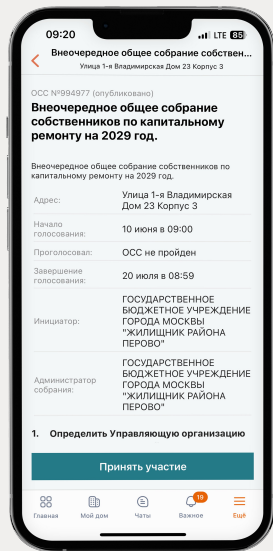 09:20
LTE 85
Внеочередное общее собрание собствен...
Улица 1-я Владимирская Дом 23 Корпус 3
ОСС №994977 (опубликовано)
Внеочередное общее собрание
собственников по капитальному
ремонту на 2029 год.
Внеочередное общее собрание собственников по
капитальному ремонту на 2029 год.
Адрес:
Улица 1-я Владимирская
Дом 23 Корпус 3
Начало
голосования:
10 июня в 09:00
Проголосовал:
ОСС не пройден
Завершение
голосования:
20 июля в 08:59
Инициатор:
ГОСУДАРСТВЕННОЕ
БЮДЖЕТНОЕ УЧРЕЖДЕНИЕ
ГОРОДА МОСКВЫ
"ЖИЛИЩНИК РАЙОНА
ПЕРОВО"
Администратор
собрания:
ГОСУДАРСТВЕННОЕ
БЮДЖЕТНОЕ УЧРЕЖДЕНИЕ
ГОРОДА МОСКВЫ
"ЖИЛИЩНИК РАЙОНА
ПЕРОВО"
1. Определить Управляющую организацию
Принять участие
19
Главная Мой дом Чаты Важное Ещё